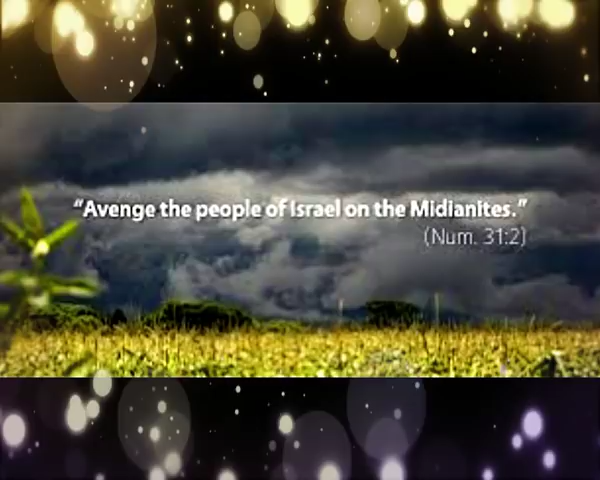 “Avenge the people of Israel on the Midianites.”
(Num. 31:2)